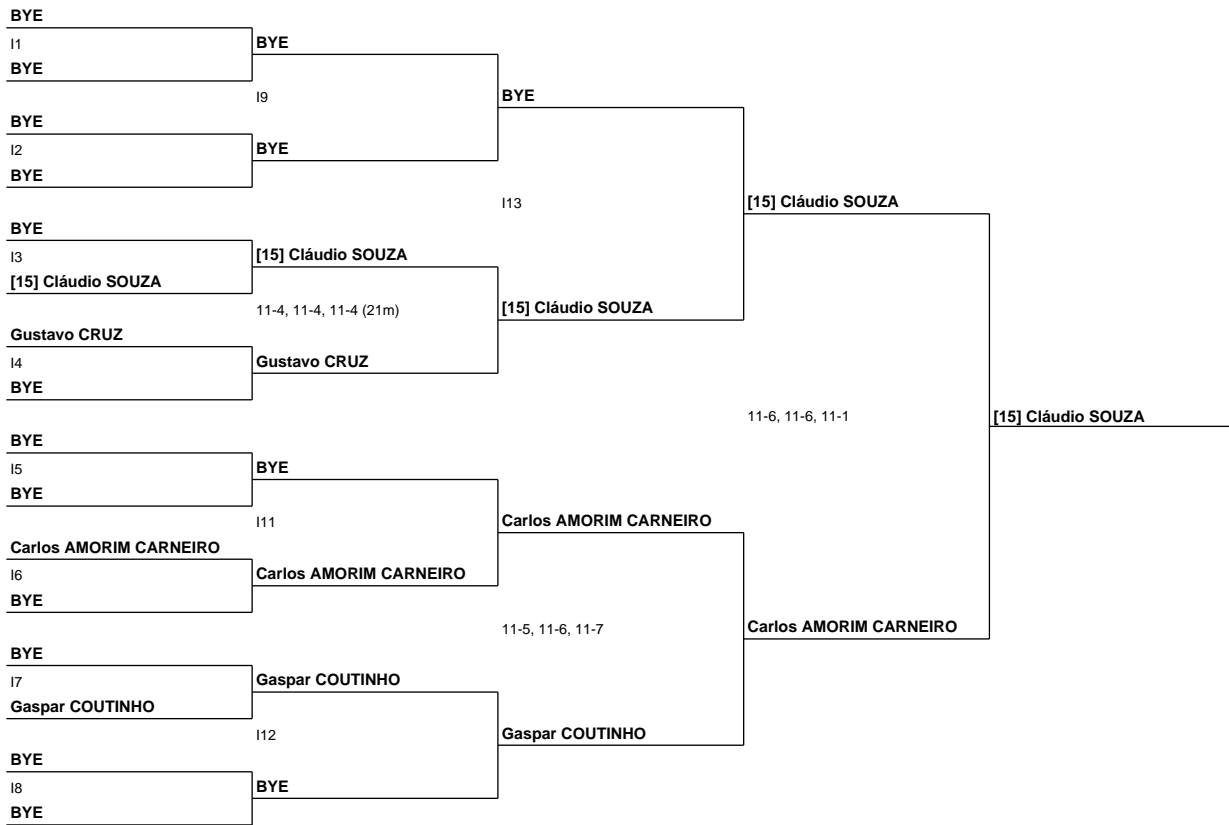 BYE
I1
BYE
BYE
I9
BYE
BYE
I2
BYE
BYE
I13
BYE
[15] Cláudio SOUZA
BYE
I3
[15] Cláudio SOUZA
[15] Cláudio SOUZA
11-4, 11-4, 11-4 (21m)
[15] Cláudio SOUZA
Gustavo CRUZ
I4
Gustavo CRUZ
BYE
11-6, 11-6, 11-1
[15] Cláudio SOUZA
BYE
I5
BYE
BYE
I11
Carlos AMORIM CARNEIRO
Carlos AMORIM CARNEIRO
I6
Carlos AMORIM CARNEIRO
BYE
11-5, 11-6, 11-7
Carlos AMORIM CARNEIRO
BYE
I7
Gaspar COUTINHO
Gaspar COUTINHO
I12
Gaspar COUTINHO
BYE
I8
BYE
BYE